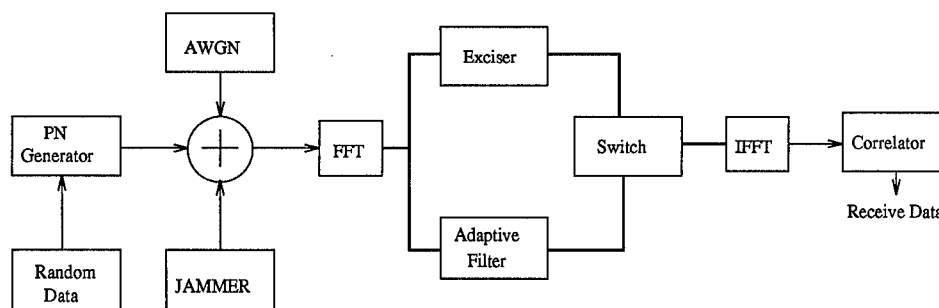 AWGN
Exciser
PN
Generator
FFT
Switch
IFFT
Correlator
Receive Data
Adaptive
Filter
Random
Data
JAMMER